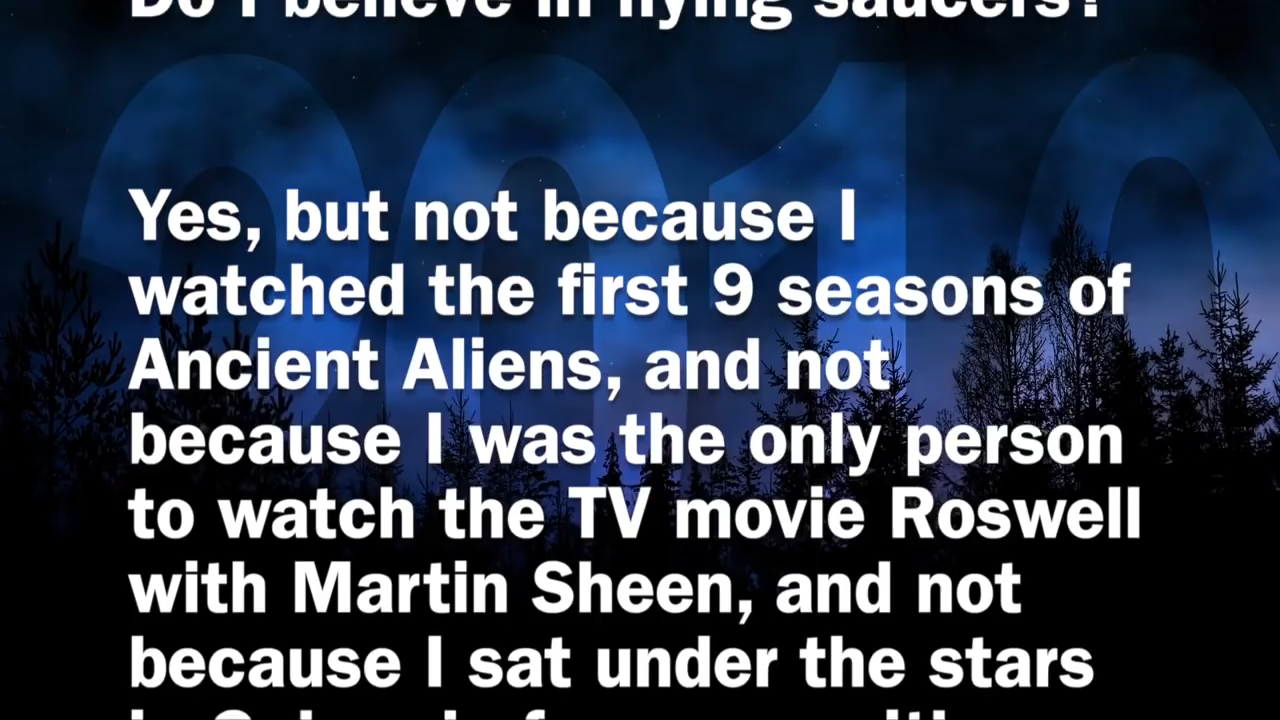 Do I believe in flying saucers?
2010
Yes, but not because I
watched the first 9 seasons of
Ancient Aliens, and not
because I was the only person
to watch the TV movie Roswell
with Martin Sheen, and not
because I sat under the stars